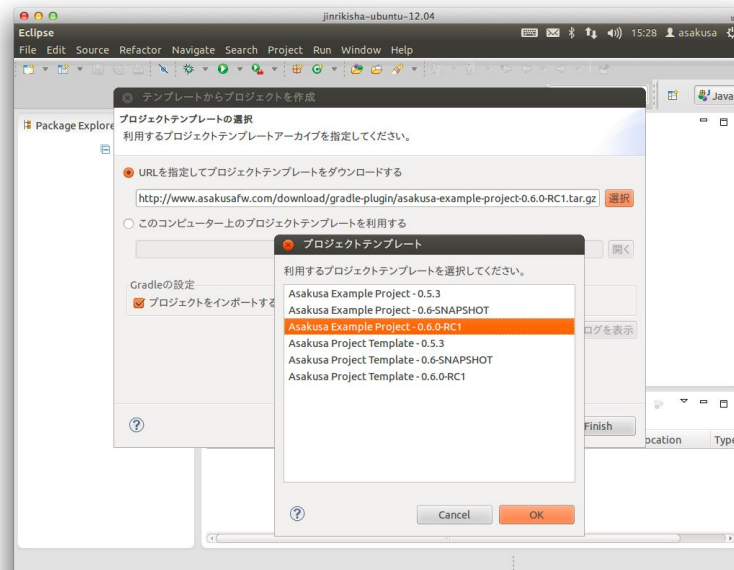 jinrikisha-ubuntu-12.04
Eclipse
15:28
asakusa
File Edit Source Refactor Navigate Search Project Run Window Help
Java
テンプレートからプロジェクトを作成
Package Explore
プロジェクトテンプレートの選択
利用するプロジェクトテンプレートアーカイブを指定してください。
URLを指定してプロジェクトテンプレートをダウンロードする
http://www.asakusafw.com/download/gradle-plugin/asakusa-example-project-0.6.0-RC1.tar.gz
選択
このコンピューター上のプロジェクトテンプレートを利用する
開く
Gradleの設定
プロジェクトをインポートする
ログを表示
プロジェクトテンプレート
利用するプロジェクトテンプレートを選択してください。
Asakusa Example Project - 0.5.3
Asakusa Example Project - 0.6-SNAPSHOT
Asakusa Example Project - 0.6.0-RC1
Asakusa Project Template - 0.5.3
Asakusa Project Template - 0.6-SNAPSHOT
Asakusa Project Template - 0.6.0-RC1
Finish
ocation
Type
Cancel
OK